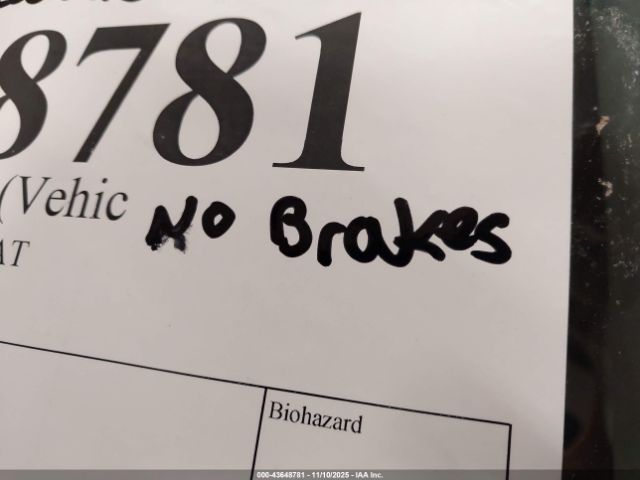 8781
(Vehic No Brakes
AT
Biohazard
000-43648781 - 11/10/2025 - IAA Inc.